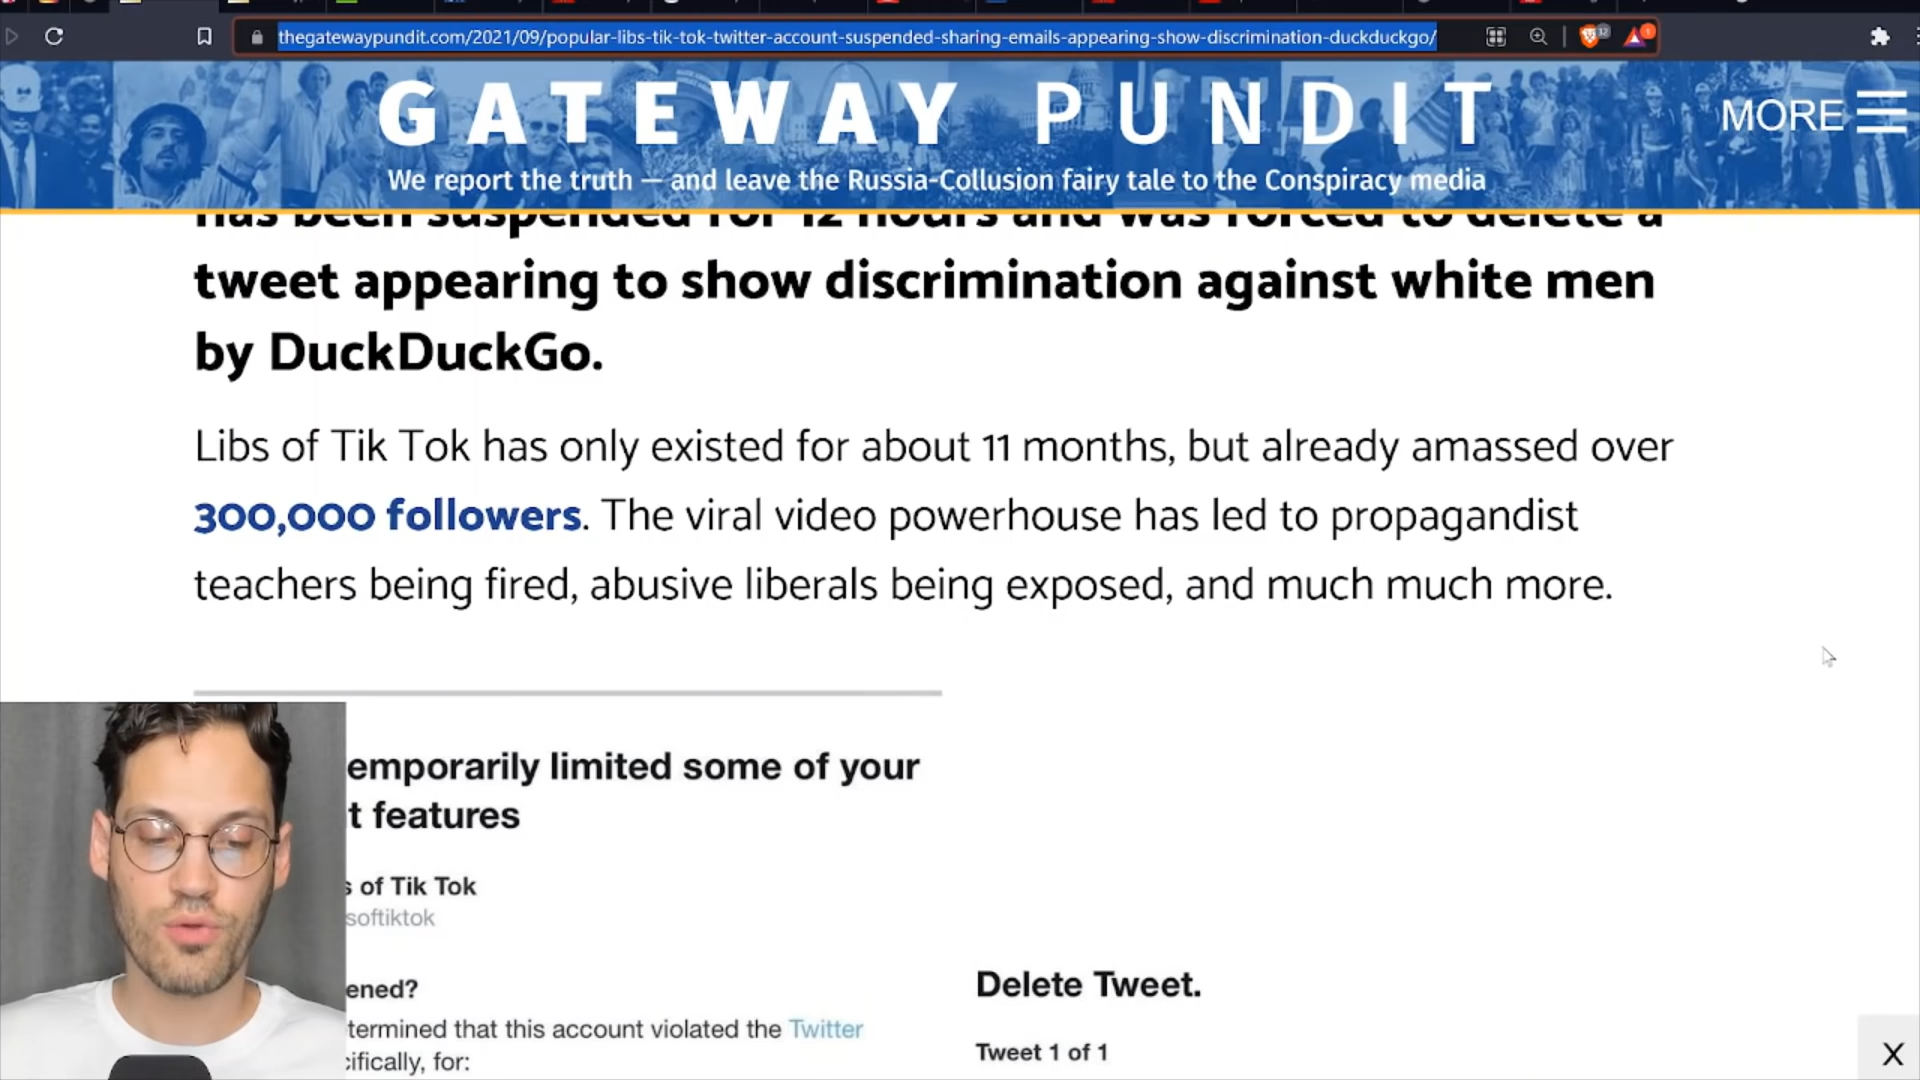 thegatewaypundit.com/2021/09/popular-libs-tik-tok-twitter-account-suspended-sharing-emails-appearing-show-discrimination-duckduckgo/
GATEWAY PUNDIT
MORE
We report the truth — and leave the Russia-Collusion fairy tale to the Conspiracy media
has been suspended for 12 hours and was forced to delete a
tweet appearing to show discrimination against white men
by DuckDuckGo.
Libs of Tik Tok has only existed for about 11 months, but already amassed over
300,000 followers. The viral video powerhouse has led to propagandist
teachers being fired, abusive liberals being exposed, and much much more.
emporarily limited some of your
t features
s of Tik Tok
softiktok
ened?
termined that this account violated the Twitter
cifically, for:
Delete Tweet.
Tweet 1 of 1
X